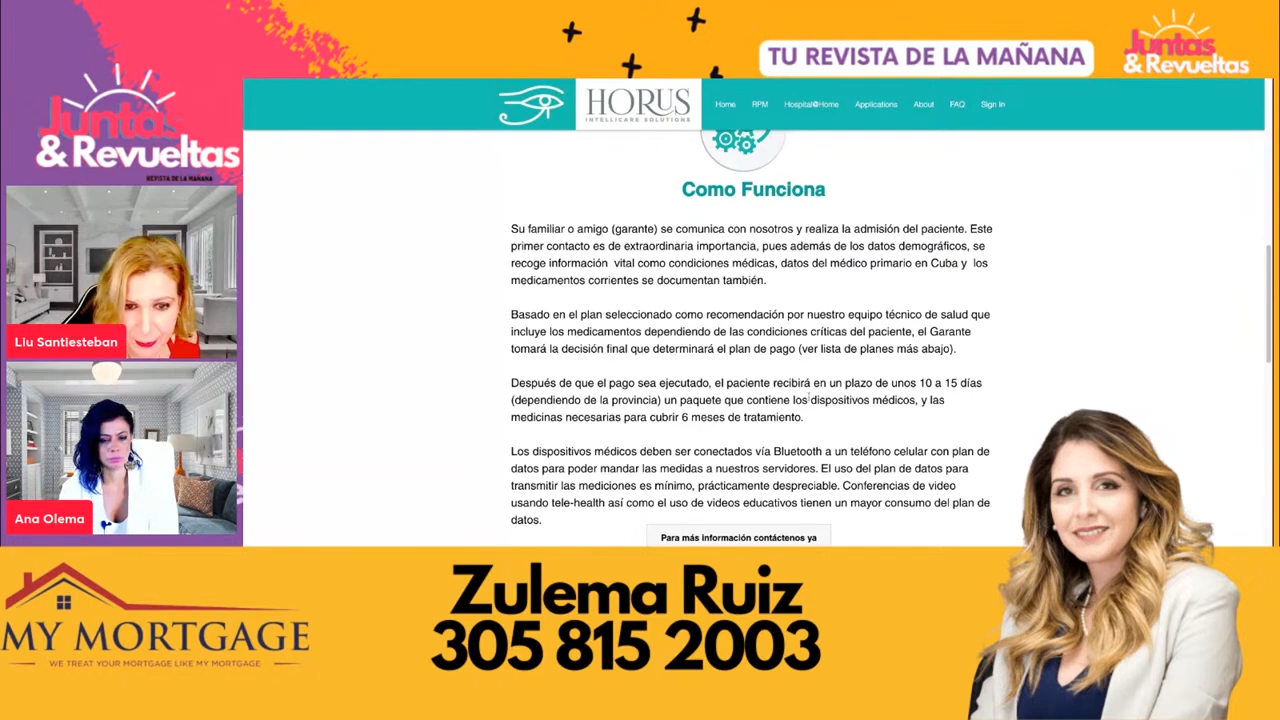 TU REVISTA DE LA MAÑANA
Juntas
& Revueltas
Juntas
& Revueltas
REVISTA DE LA MAÑANA
HORUS
INTELLICARE SOLUTIONS
Home RPM Hospital@Home Applications About FAQ Sign In
Como Funciona
Su familiar o amigo (garante) se comunica con nosotros y realiza la admisión del paciente. Este
primer contacto es de extraordinaria importancia, pues además de los datos demográficos, se
recoge información vital como condiciones médicas, datos del médico primario en Cuba y los
medicamentos corrientes se documentan también.
Basado en el plan seleccionado como recomendación por nuestro equipo técnico de salud que
incluye los medicamentos dependiendo de las condiciones críticas del paciente, el Garante
tomará la decisión final que determinará el plan de pago (ver lista de planes más abajo).
Después de que el pago sea ejecutado, el paciente recibirá en un plazo de unos 10 a 15 días
(dependiendo de la provincia) un paquete que contiene los dispositivos médicos, y las
medicinas necesarias para cubrir 6 meses de tratamiento.
Los dispositivos médicos deben ser conectados vía Bluetooth a un teléfono celular con plan de
datos para poder mandar las medidas a nuestros servidores. El uso del plan de datos para
transmitir las mediciones es mínimo, prácticamente despreciable. Conferencias de video
usando tele-health así como el uso de videos educativos tienen un mayor consumo del plan de
datos.
Para más información contáctenos ya
Liu Santiesteban
Ana Olema
MY MORTGAGE
WE TREAT YOUR MORTGAGE LIKE MY MORTGAGE
Zulema Ruiz
305 815 2003